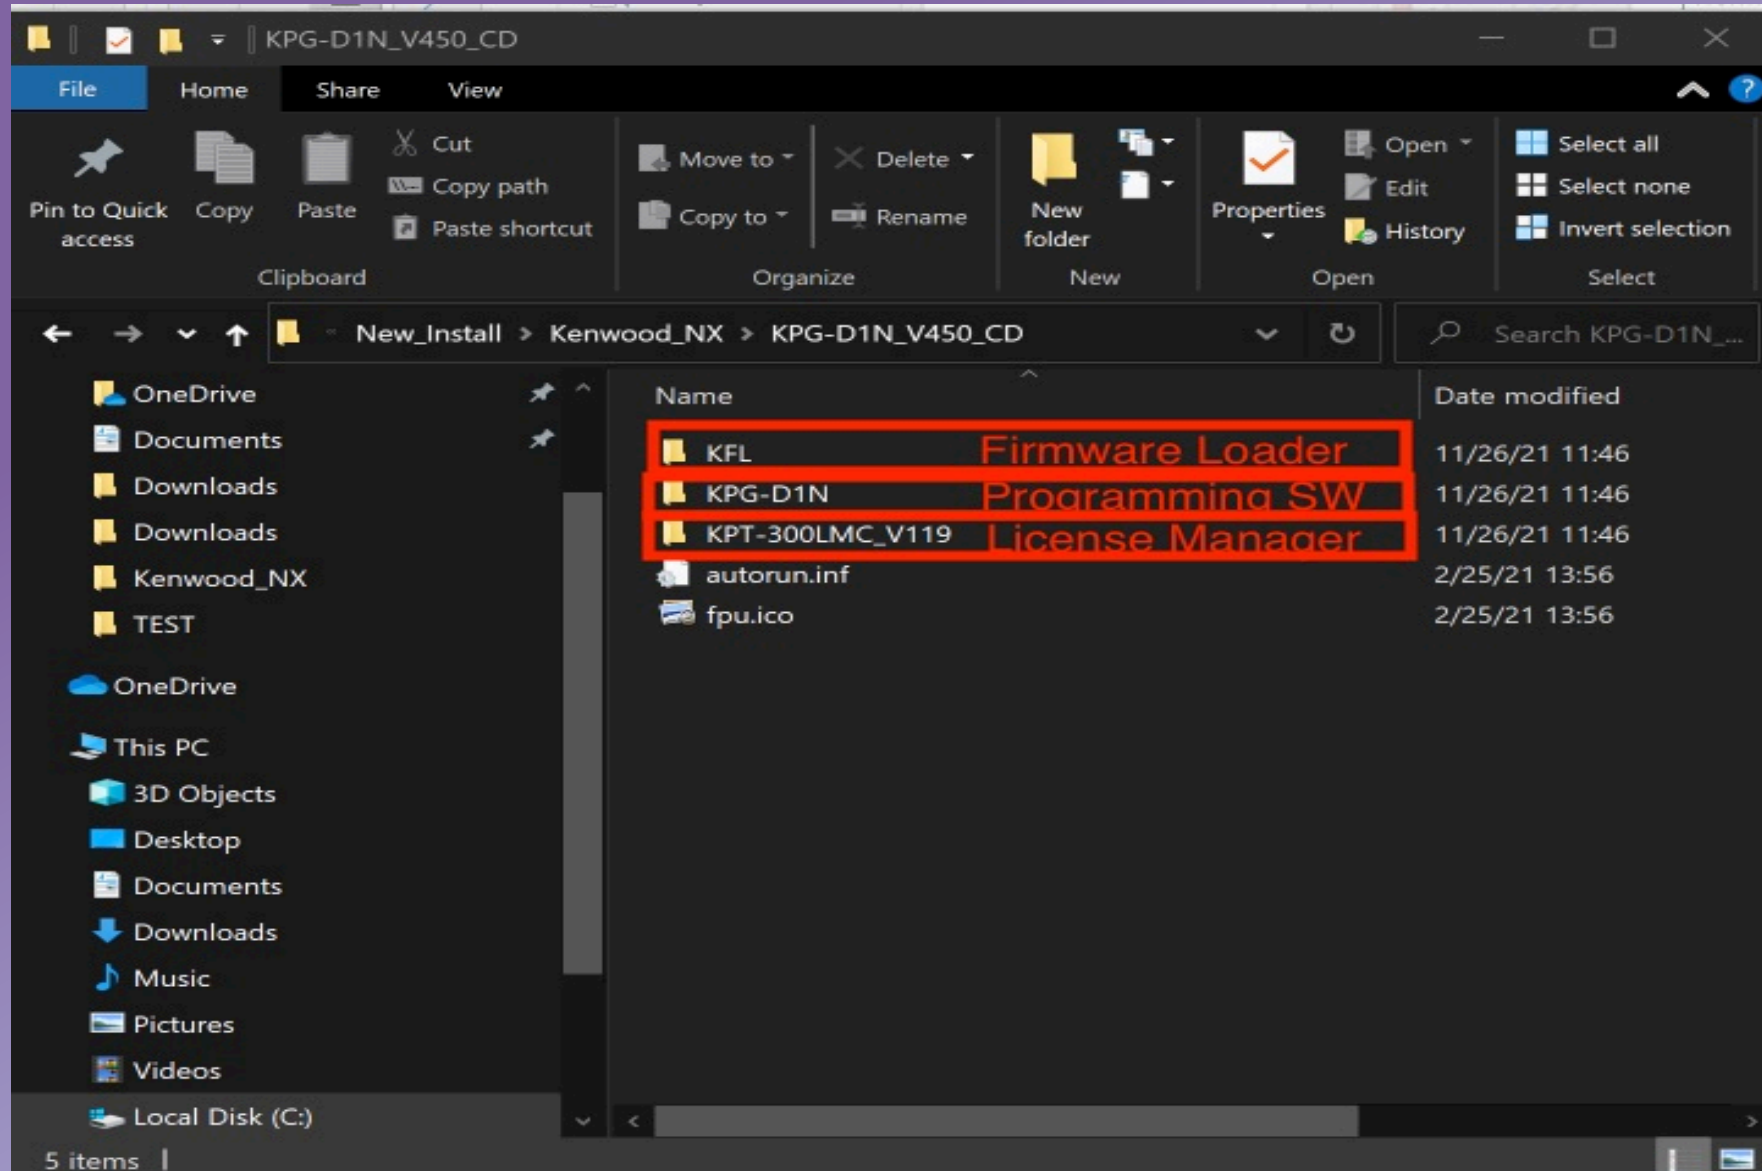 KPG-D1N_V450_CD
File Home Share View
Pin to Quick access
Copy
Paste
Cut
Copy path
Paste shortcut
Clipboard
Move to
Copy to
Delete
Rename
Organize
New folder
New
Properties
Open
Edit
History
Open
Select all
Select none
Invert selection
Select
New_Install > Kenwood_NX > KPG-D1N_V450_CD
Search KPG-D1N_...
OneDrive
Documents
Downloads
Downloads
Kenwood_NX
TEST
OneDrive
This PC
3D Objects
Desktop
Documents
Downloads
Music
Pictures
Videos
Local Disk (C:)
Name Date modified
KFL Firmware Loader 11/26/21 11:46
KPG-D1N Programming SW 11/26/21 11:46
KPT-300LMC_V119 License Manager 11/26/21 11:46
autorun.inf 2/25/21 13:56
fpu.ico 2/25/21 13:56
5 items